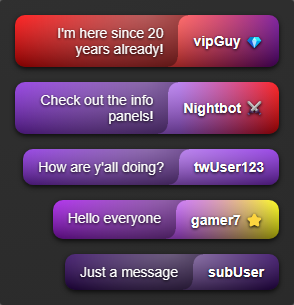 I'm here since 20
years already!
vipGuy 💎
Check out the info
panels!
Nightbot ⚔️
How are y'all doing?
twUser123
Hello everyone
gamer7 ⭐
Just a message
subUser